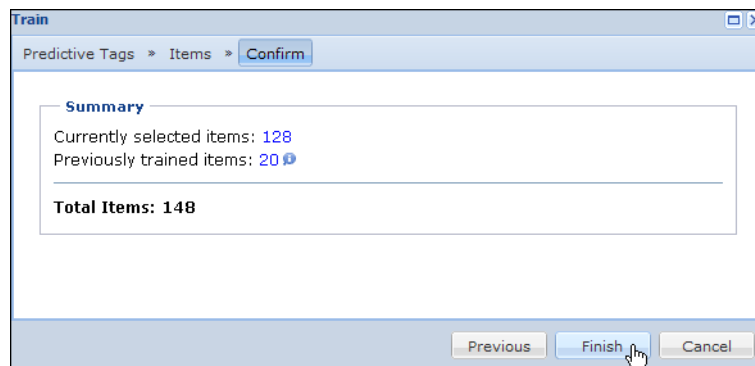 Train
Predictive Tags » Items » Confirm
Summary
Currently selected items: 128
Previously trained items: 20
Total Items: 148
Previous Finish Cancel